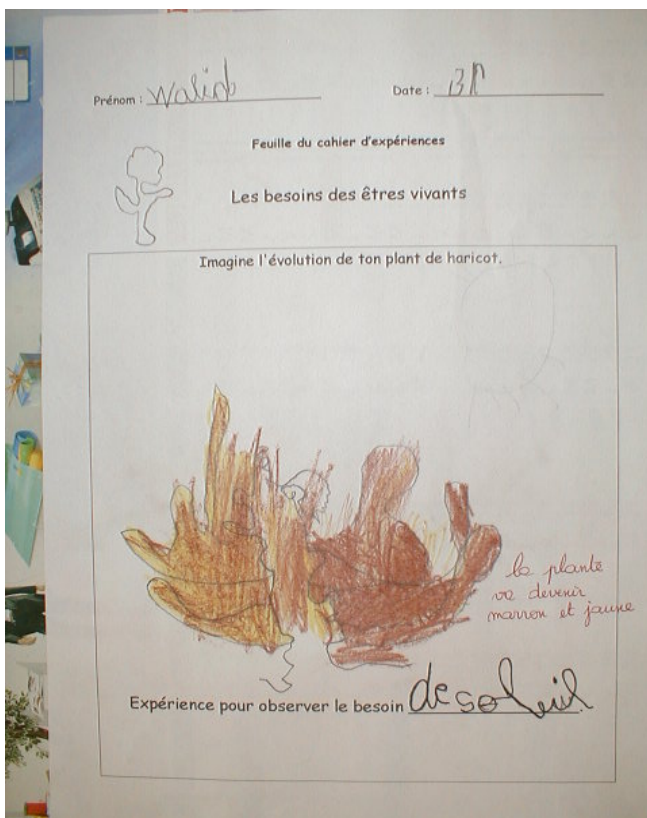 Prénom : Walid
Date :
Feuille du cahier d'expériences
Les besoins des êtres vivants
Imagine l'évolution de ton plant de haricot.
la plante
va devenir
marron et jaune
Expérience pour observer le besoin de soleil